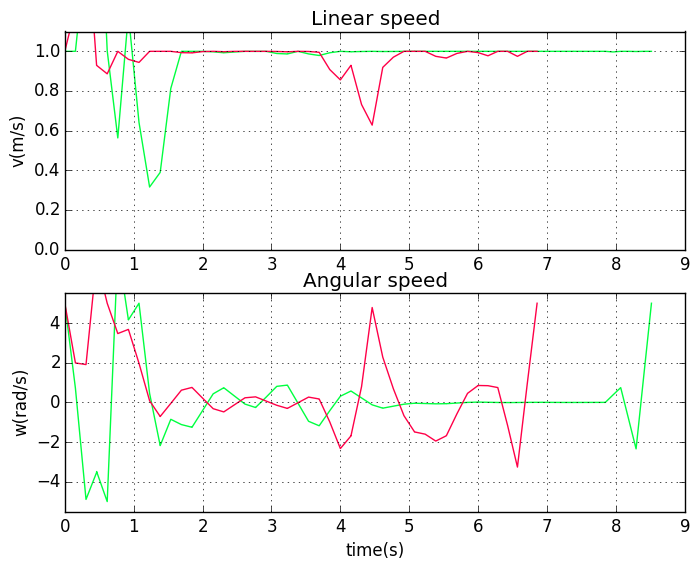 Linear speed
v(m/s)
1.0
0.8
0.6
0.4
0.2
0.0
0 1 2 3 4 5 6 7 8 9
Angular speed
w(rad/s)
4
2
0
−2
−4
0 1 2 3 4 5 6 7 8 9
time(s)